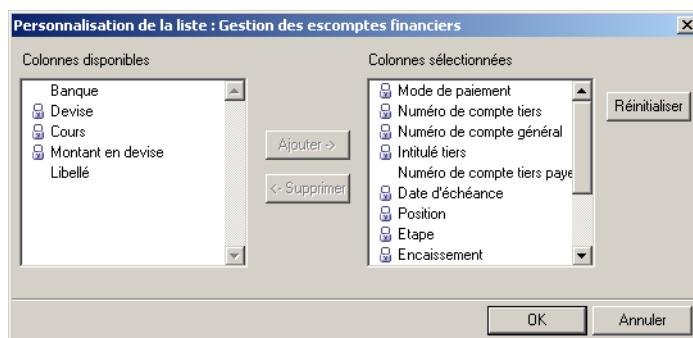 Personnalisation de la liste : Gestion des escomptes financiers
Colonnes disponibles
Banque
Devise
Cours
Montant en devise
Libellé
Ajouter ->
<- Supprimer
Colonnes sélectionnées
Mode de paiement
Numéro de compte tiers
Numéro de compte général
Intitulé tiers
Numéro de compte tiers paye
Date d'échéance
Position
Etape
Encaissement
Réinitialiser
OK
Annuler